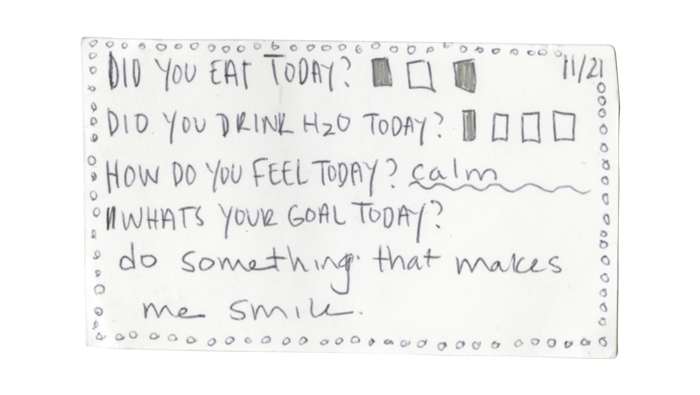 DID YOU EAT TODAY? 11/21
DID YOU DRINK H2O TODAY?
HOW DO YOU FEEL TODAY? calm
WHATS YOUR GOAL TODAY?
do something that makes
me smile.